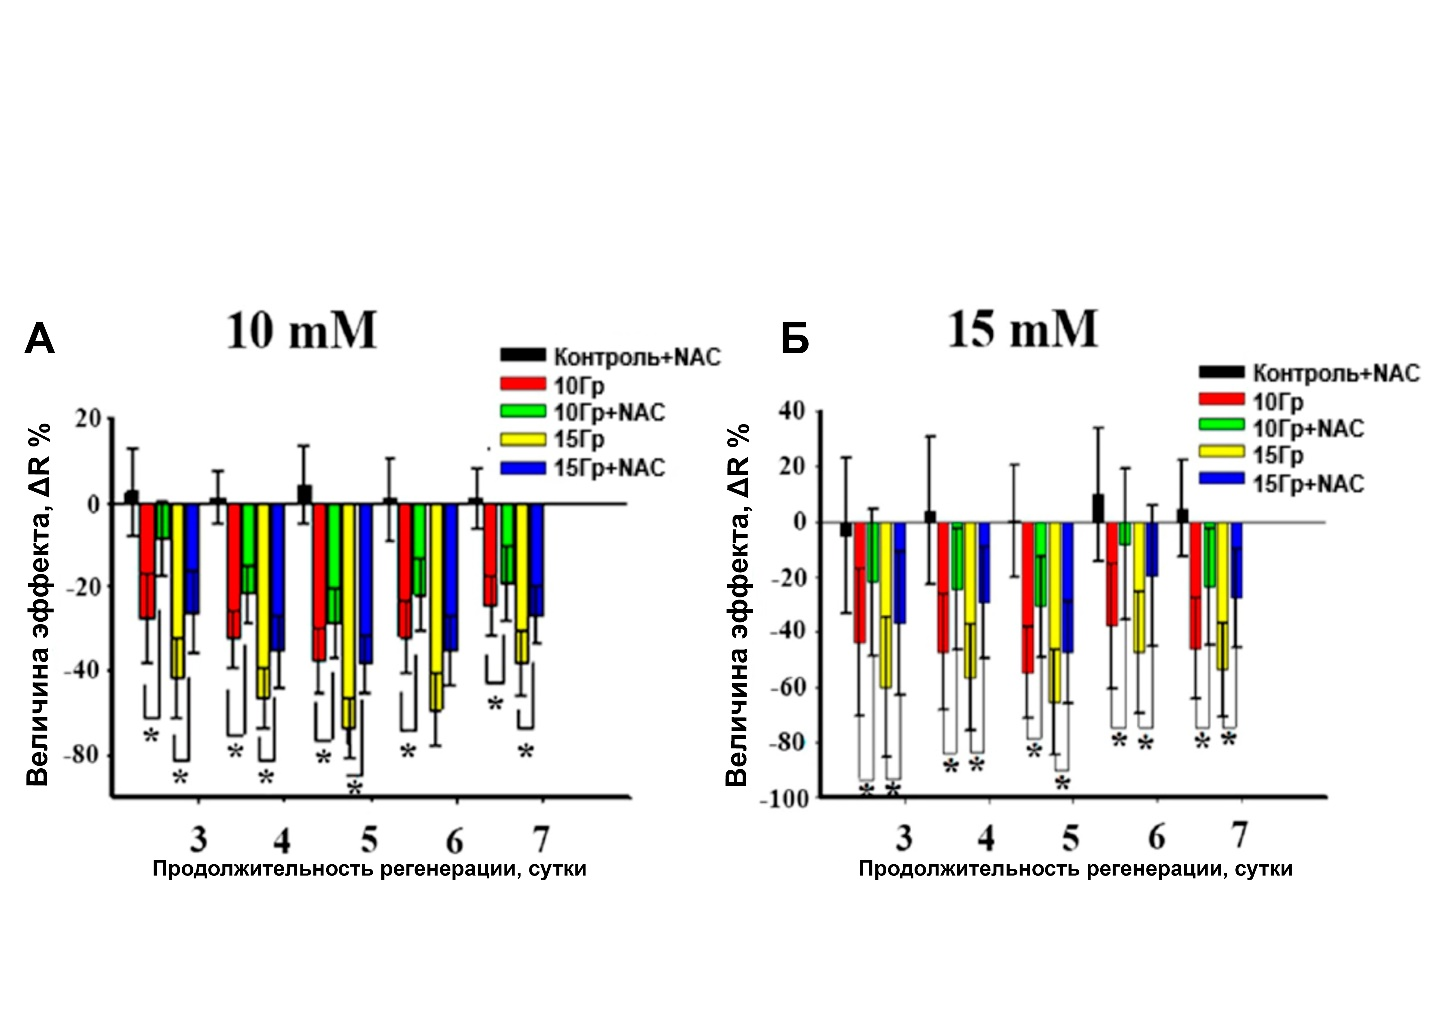 А
10 mM
Контроль+NAC
10Гр
10Гр+NAC
15Гр
15Гр+NAC
Величина эффекта, ΔR %
20
0
-20
-40
-80
* * * * * * * * *
3 4 5 6 7
Продолжительность регенерации, сутки
Б
15 mM
Контроль+NAC
10Гр
10Гр+NAC
15Гр
15Гр+NAC
Величина эффекта, ΔR %
40
20
0
-20
-40
-60
-80
-100
* * * * * * * * * *
3 4 5 6 7
Продолжительность регенерации, сутки